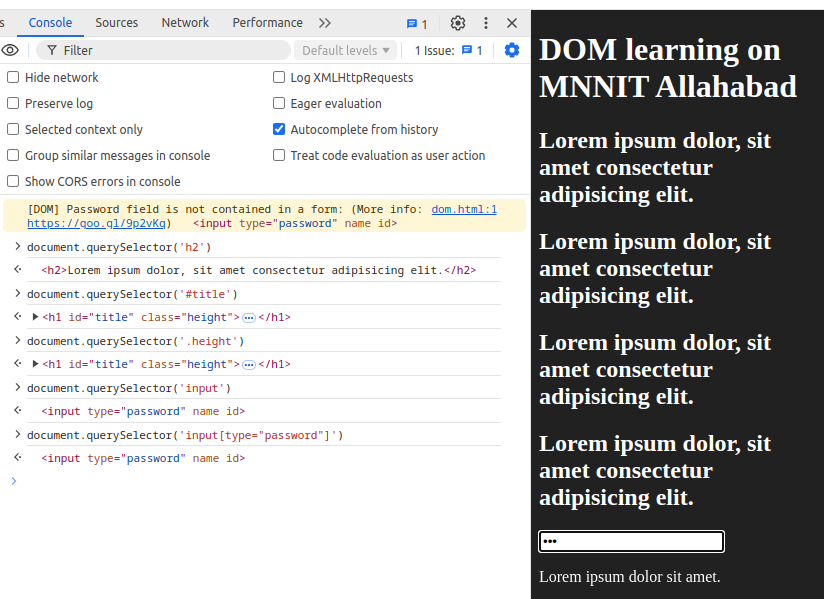 s Console Sources Network Performance 1
Filter Default levels 1 Issue: 1
Hide network Log XMLHttpRequests
Preserve log Eager evaluation
Selected context only Autocomplete from history
Group similar messages in console Treat code evaluation as user action
Show CORS errors in console
[DOM] Password field is not contained in a form: (More info: dom.html:1
https://goo.gl/9p2vKq) <input type="password" name id>
document.querySelector('h2')
<h2>Lorem ipsum dolor, sit amet consectetur adipisicing elit.</h2>
document.querySelector('#title')
<h1 id="title" class="height">…</h1>
document.querySelector('.height')
<h1 id="title" class="height">…</h1>
document.querySelector('input')
<input type="password" name id>
document.querySelector('input[type="password"]')
<input type="password" name id>
DOM learning on
MNNIT Allahabad
Lorem ipsum dolor, sit
amet consectetur
adipisicing elit.
Lorem ipsum dolor, sit
amet consectetur
adipisicing elit.
Lorem ipsum dolor, sit
amet consectetur
adipisicing elit.
Lorem ipsum dolor, sit
amet consectetur
adipisicing elit.
•••
Lorem ipsum dolor sit amet.